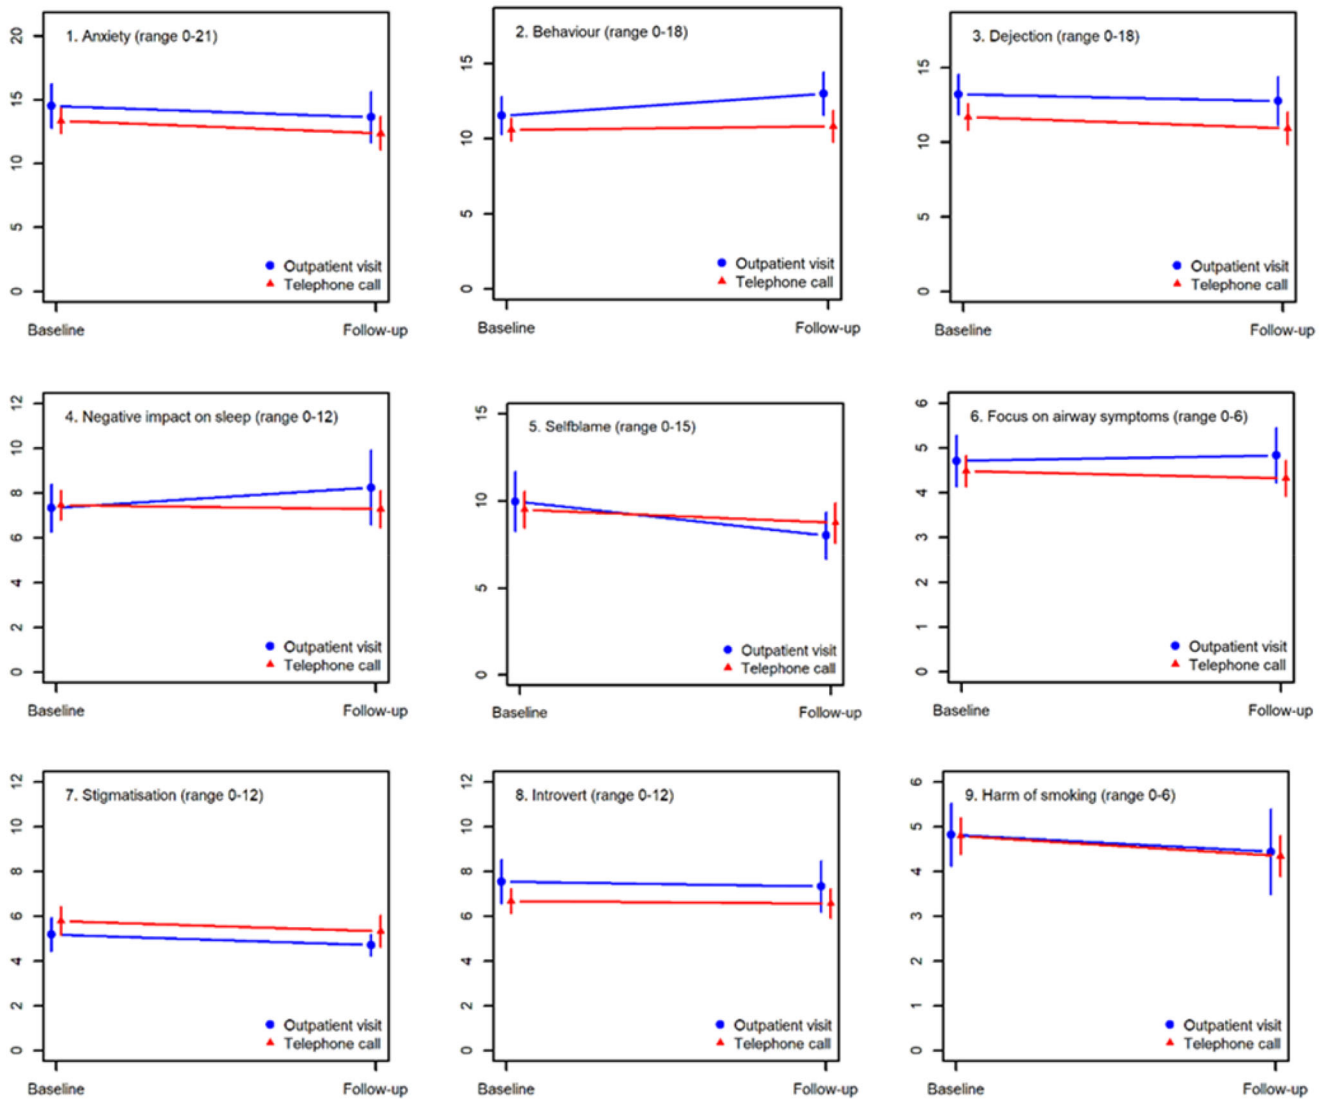 1. Anxiety (range 0-21)
20
15
10
5
0
Outpatient visit
Telephone call
Baseline Follow-up
2. Behaviour (range 0-18)
15
10
5
0
Outpatient visit
Telephone call
Baseline Follow-up
3. Dejection (range 0-18)
15
10
5
0
Outpatient visit
Telephone call
Baseline Follow-up
4. Negative impact on sleep (range 0-12)
12
10
8
6
4
2
0
Outpatient visit
Telephone call
Baseline Follow-up
5. Selfblame (range 0-15)
15
10
5
0
Outpatient visit
Telephone call
Baseline Follow-up
6. Focus on airway symptoms (range 0-6)
6
5
4
3
2
1
0
Outpatient visit
Telephone call
Baseline Follow-up
7. Stigmatisation (range 0-12)
12
10
8
6
4
2
0
Outpatient visit
Telephone call
Baseline Follow-up
8. Introvert (range 0-12)
12
10
8
6
4
2
0
Outpatient visit
Telephone call
Baseline Follow-up
9. Harm of smoking (range 0-6)
6
5
4
3
2
1
0
Outpatient visit
Telephone call
Baseline Follow-up